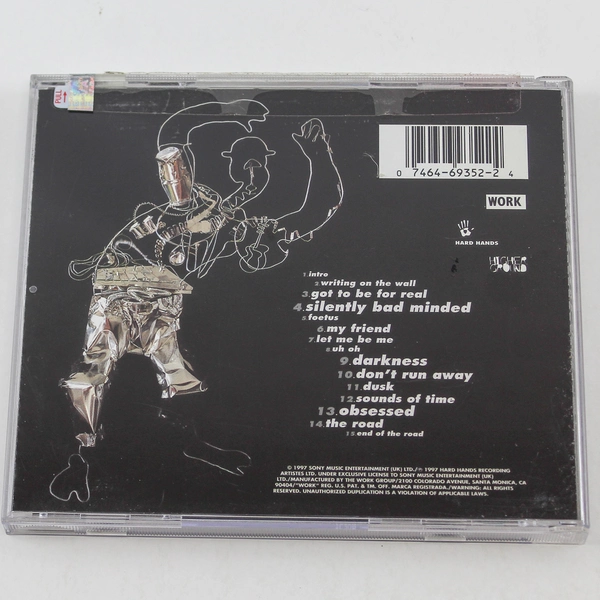 PULL
0 7464-69352-2 4
WORK
HARD HANDS
HIGHER
GROUND
1.intro
2.writing on the wall
3.got to be for real
4.silently bad minded
5.foetus
6.my friend
7.let me be me
8.uh oh
9.darkness
10.don't run away
11.dusk
12.sounds of time
13.obsessed
14.the road
15.end of the road
© 1997 SONY MUSIC ENTERTAINMENT (UK) LTD./℗ 1997 HARD HANDS RECORDING
ARTISTES LTD. UNDER EXCLUSIVE LICENSE TO SONY MUSIC ENTERTAINMENT (UK)
LTD./MANUFACTURED BY THE WORK GROUP/2100 COLORADO AVENUE, SANTA MONICA, CA
90404/"WORK" REG. U.S. PAT. & TM. OFF. MARCA REGISTRADA./WARNING: ALL RIGHTS
RESERVED. UNAUTHORIZED DUPLICATION IS A VIOLATION OF APPLICABLE LAWS.